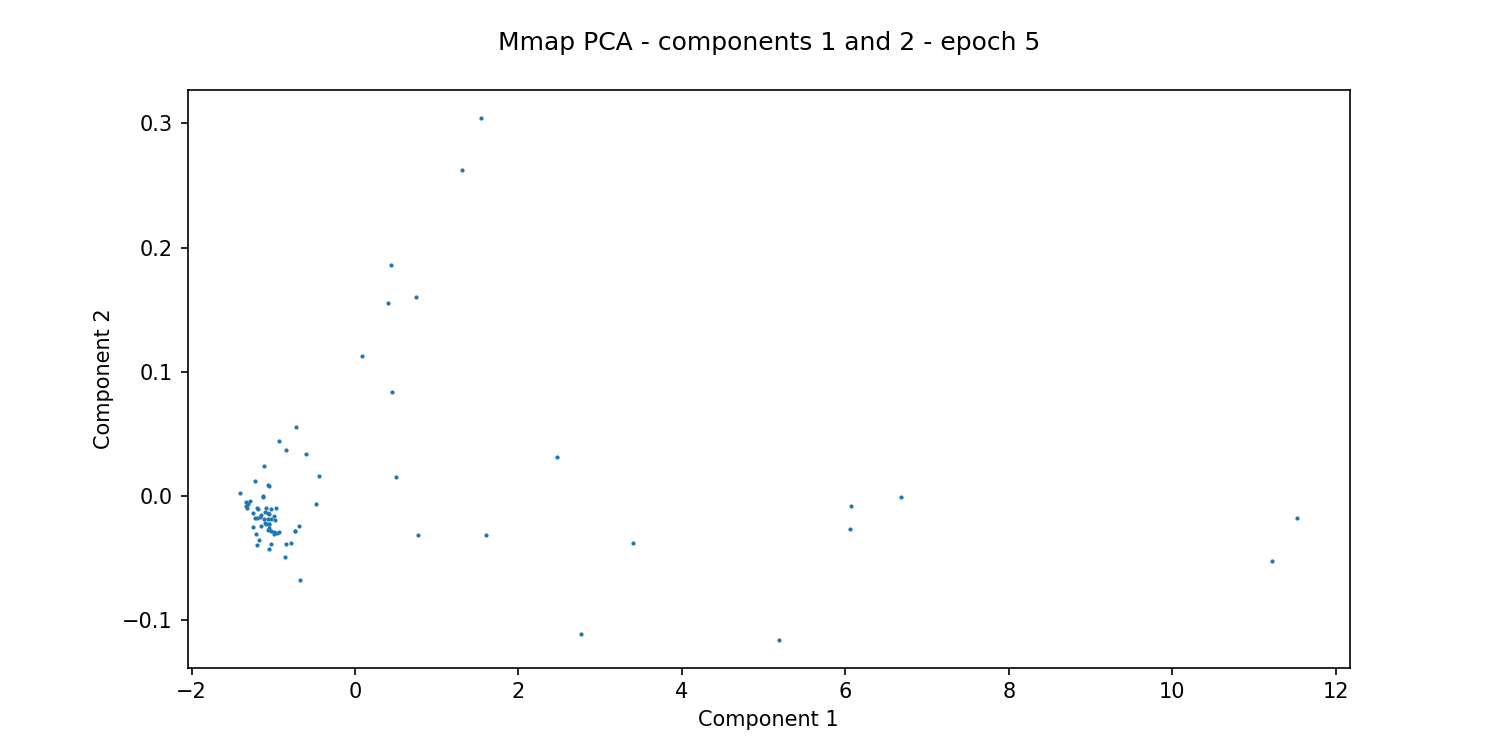 Mmap PCA - components 1 and 2 - epoch 5
0.3
0.2
0.1
0.0
−0.1
Component 2
−2 0 2 4 6 8 10 12
Component 1